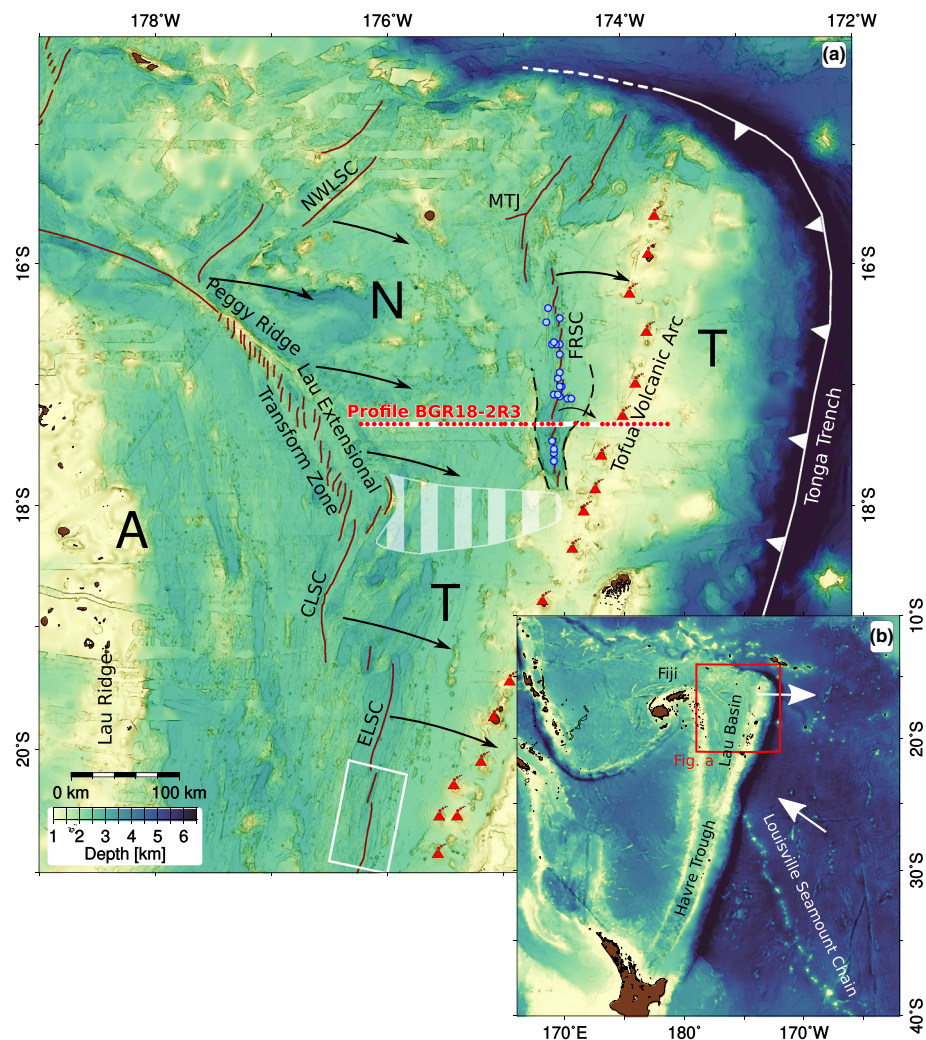 178°W
176°W
174°W
172°W
(a)
NWLSC
MTJ
16°S
16°S
Peggy Ridge
N
FRSC
T
Lau Extensional
Transform Zone
Profile BGR18-2R3
Tofua Volcanic Arc
Tonga Trench
18°S
18°S
A
CLSC
T
Lau Ridge
ELSC
20°S
0 km
100 km
1
2
3
4
5
6
Depth [km]
10°S
(b)
Fiji
Lau Basin
Fig. a
20°S
Havre Trough
Louisville Seamount Chain
30°S
40°S
170°E
180°
170°W